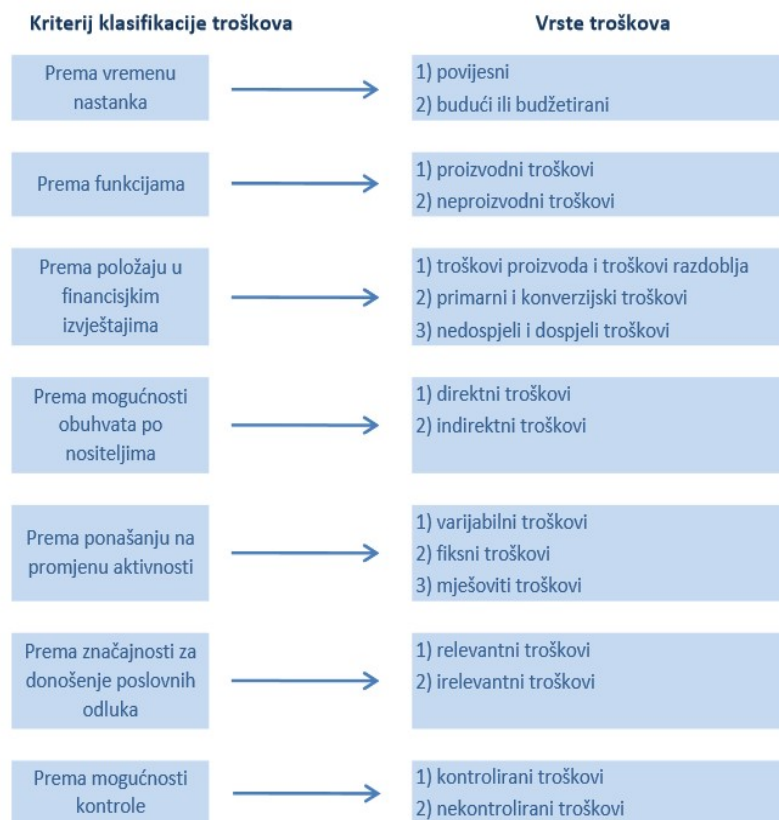 Kriterij klasifikacije troškova
Vrste troškova
Prema vremenu
nastanka
1) povijesni
2) budući ili budžetirani
Prema funkcijama
1) proizvodni troškovi
2) neproizvodni troškovi
Prema položaju u
financisjkim
izvještajima
1) troškovi proizvoda i troškovi razdoblja
2) primarni i konverzijski troškovi
3) nedospjeli i dospjeli troškovi
Prema mogućnosti
obuhvata po
nositeljima
1) direktni troškovi
2) indirektni troškovi
Prema ponašanju na
promjenu aktivnosti
1) varijabilni troškovi
2) fiksni troškovi
3) mješoviti troškovi
Prema značajnosti za
donošenje poslovnih
odluka
1) relevantni troškovi
2) irelevantni troškovi
Prema mogućnosti
kontrole
1) kontrolirani troškovi
2) nekontrolirani troškovi